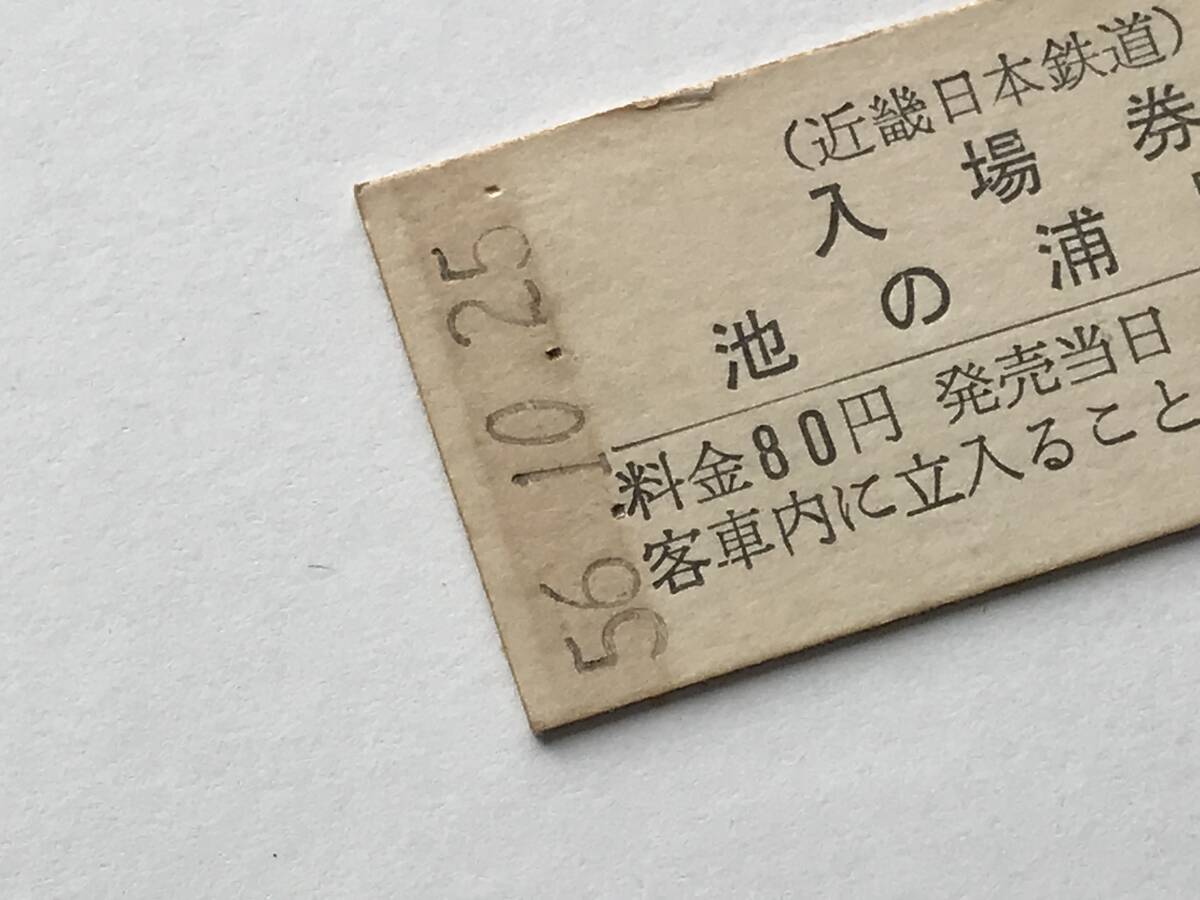 (近畿日本鉄道)
入場券
池の浦
料金80円 発売当日
客車内に立入ること
56.10.25